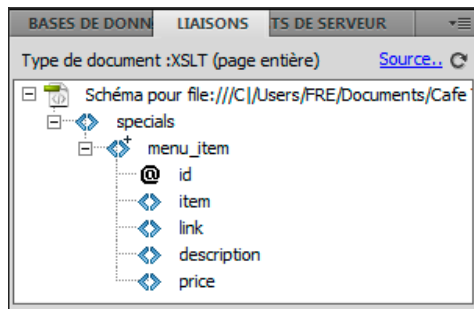 BASES DE DONN LIAISONS TS DE SERVEUR
Type de document :XSLT (page entière) Source..
Schéma pour file:///C|/Users/FRE/Documents/Cafe
specials
menu_item
@ id
item
link
description
price